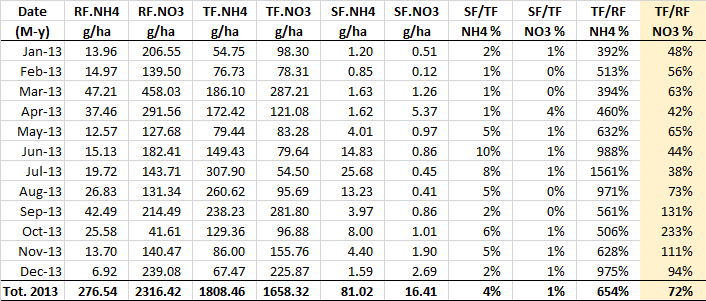 Date RF.NH4 RF.NO3 TF.NH4 TF.NO3 SF.NH4 SF.NO3 SF/TF SF/TF TF/RF TF/RF
(M-y) g/ha g/ha g/ha g/ha g/ha g/ha NH4 % NO3 % NH4 % NO3 %
Jan-13 13.96 206.55 54.75 98.30 1.20 0.51 2% 1% 392% 48%
Feb-13 14.97 139.50 76.73 78.31 0.85 0.12 1% 0% 513% 56%
Mar-13 47.21 458.03 186.10 287.21 1.63 1.26 1% 0% 394% 63%
Apr-13 37.46 291.56 172.42 121.08 1.62 5.37 1% 4% 460% 42%
May-13 12.57 127.68 79.44 83.28 4.01 0.97 5% 1% 632% 65%
Jun-13 15.13 182.41 149.43 79.64 14.83 0.86 10% 1% 988% 44%
Jul-13 19.72 143.71 307.90 54.50 25.68 0.45 8% 1% 1561% 38%
Aug-13 26.83 131.34 260.62 95.69 13.23 0.41 5% 0% 971% 73%
Sep-13 42.49 214.49 238.23 281.80 3.97 0.86 2% 0% 561% 131%
Oct-13 25.58 41.61 129.36 96.88 8.00 1.01 6% 1% 506% 233%
Nov-13 13.70 140.47 86.00 155.76 4.40 1.90 5% 1% 628% 111%
Dec-13 6.92 239.08 67.47 225.87 1.59 2.69 2% 1% 975% 94%
Tot. 2013 276.54 2316.42 1808.46 1658.32 81.02 16.41 4% 1% 654% 72%